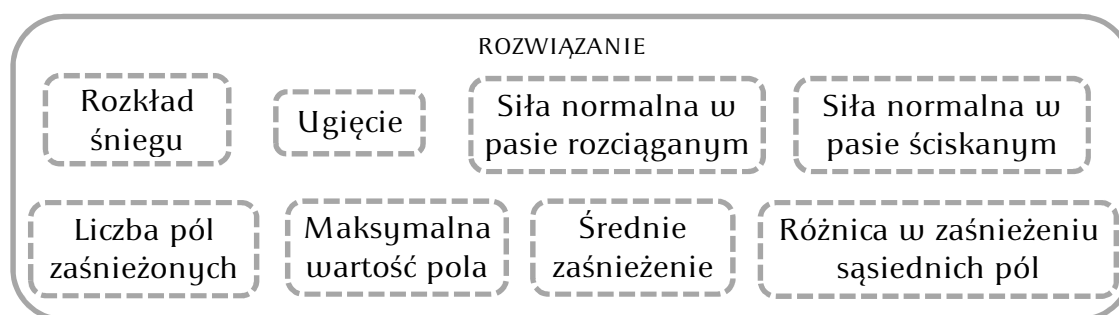 ROZWIĄZANIE
Rozkład
śniegu
Ugięcie
Siła normalna w
pasie rozciąganym
Siła normalna w
pasie ściskanym
Liczba pól
zaśnieżonych
Maksymalna
wartość pola
Średnie
zaśnieżenie
Różnica w zaśnieżeniu
sąsiednich pól